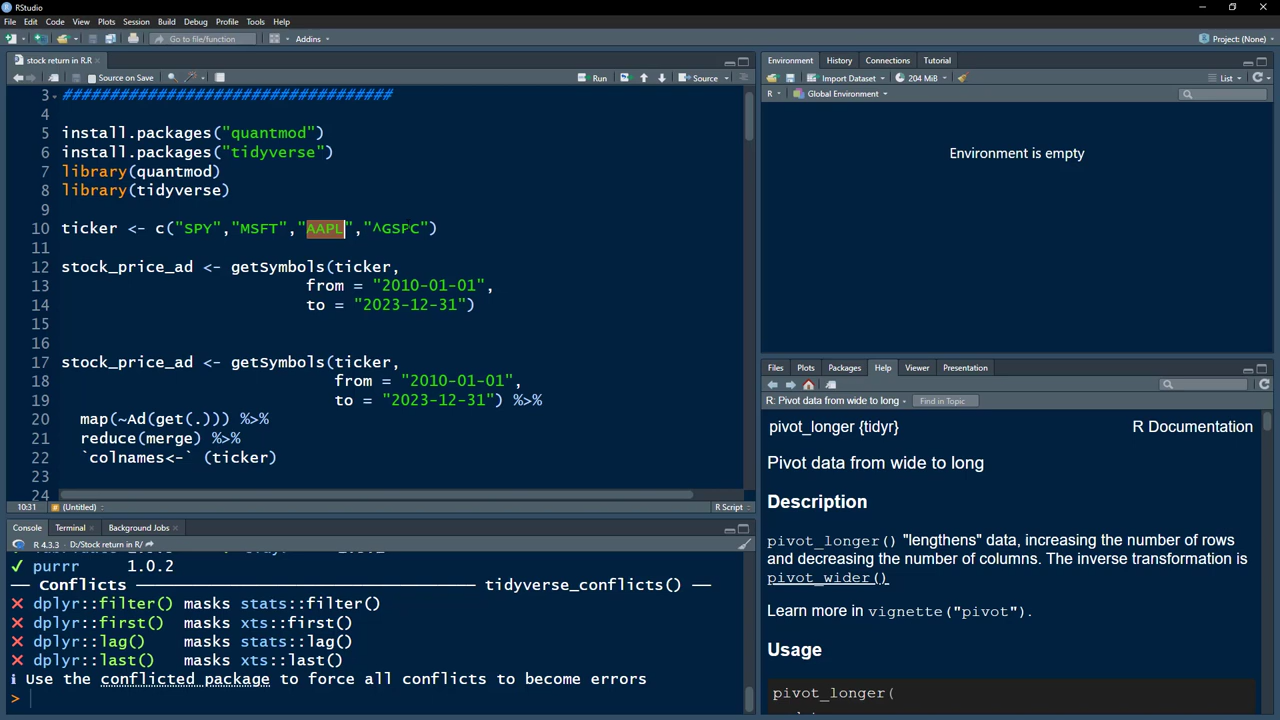 RStudio
File Edit Code View Plots Session Build Debug Profile Tools Help
Go to file/function Addins Project: (None)
stock return in R.R
Source on Save Run Source
3 ###################################
4
5 install.packages("quantmod")
6 install.packages("tidyverse")
7 library(quantmod)
8 library(tidyverse)
9
10 ticker <- c("SPY","MSFT","AAPL","^GSPC")
11
12 stock_price_ad <- getSymbols(ticker,
13 from = "2010-01-01",
14 to = "2023-12-31")
15
16
17 stock_price_ad <- getSymbols(ticker,
18 from = "2010-01-01",
19 to = "2023-12-31") %>%
20 map(~Ad(get(.))) %>%
21 reduce(merge) %>%
22 `colnames<-` (ticker)
23
24
10:31 (Untitled) R Script
Console Terminal Background Jobs
R 4.3.3 · D:/Stock return in R/
✓ purrr 1.0.2
── Conflicts ──────────────── tidyverse_conflicts() ──
✖ dplyr::filter() masks stats::filter()
✖ dplyr::first() masks xts::first()
✖ dplyr::lag() masks stats::lag()
✖ dplyr::last() masks xts::last()
ℹ Use the conflicted package to force all conflicts to become errors
>
Environment History Connections Tutorial
Import Dataset 204 MiB List
R Global Environment
Environment is empty
Files Plots Packages Help Viewer Presentation
R: Pivot data from wide to long Find in Topic
pivot_longer {tidyr} R Documentation
Pivot data from wide to long
Description
pivot_longer() "lengthens" data, increasing the number of rows
and decreasing the number of columns. The inverse transformation is
pivot_wider()
Learn more in vignette("pivot").
Usage
pivot_longer(